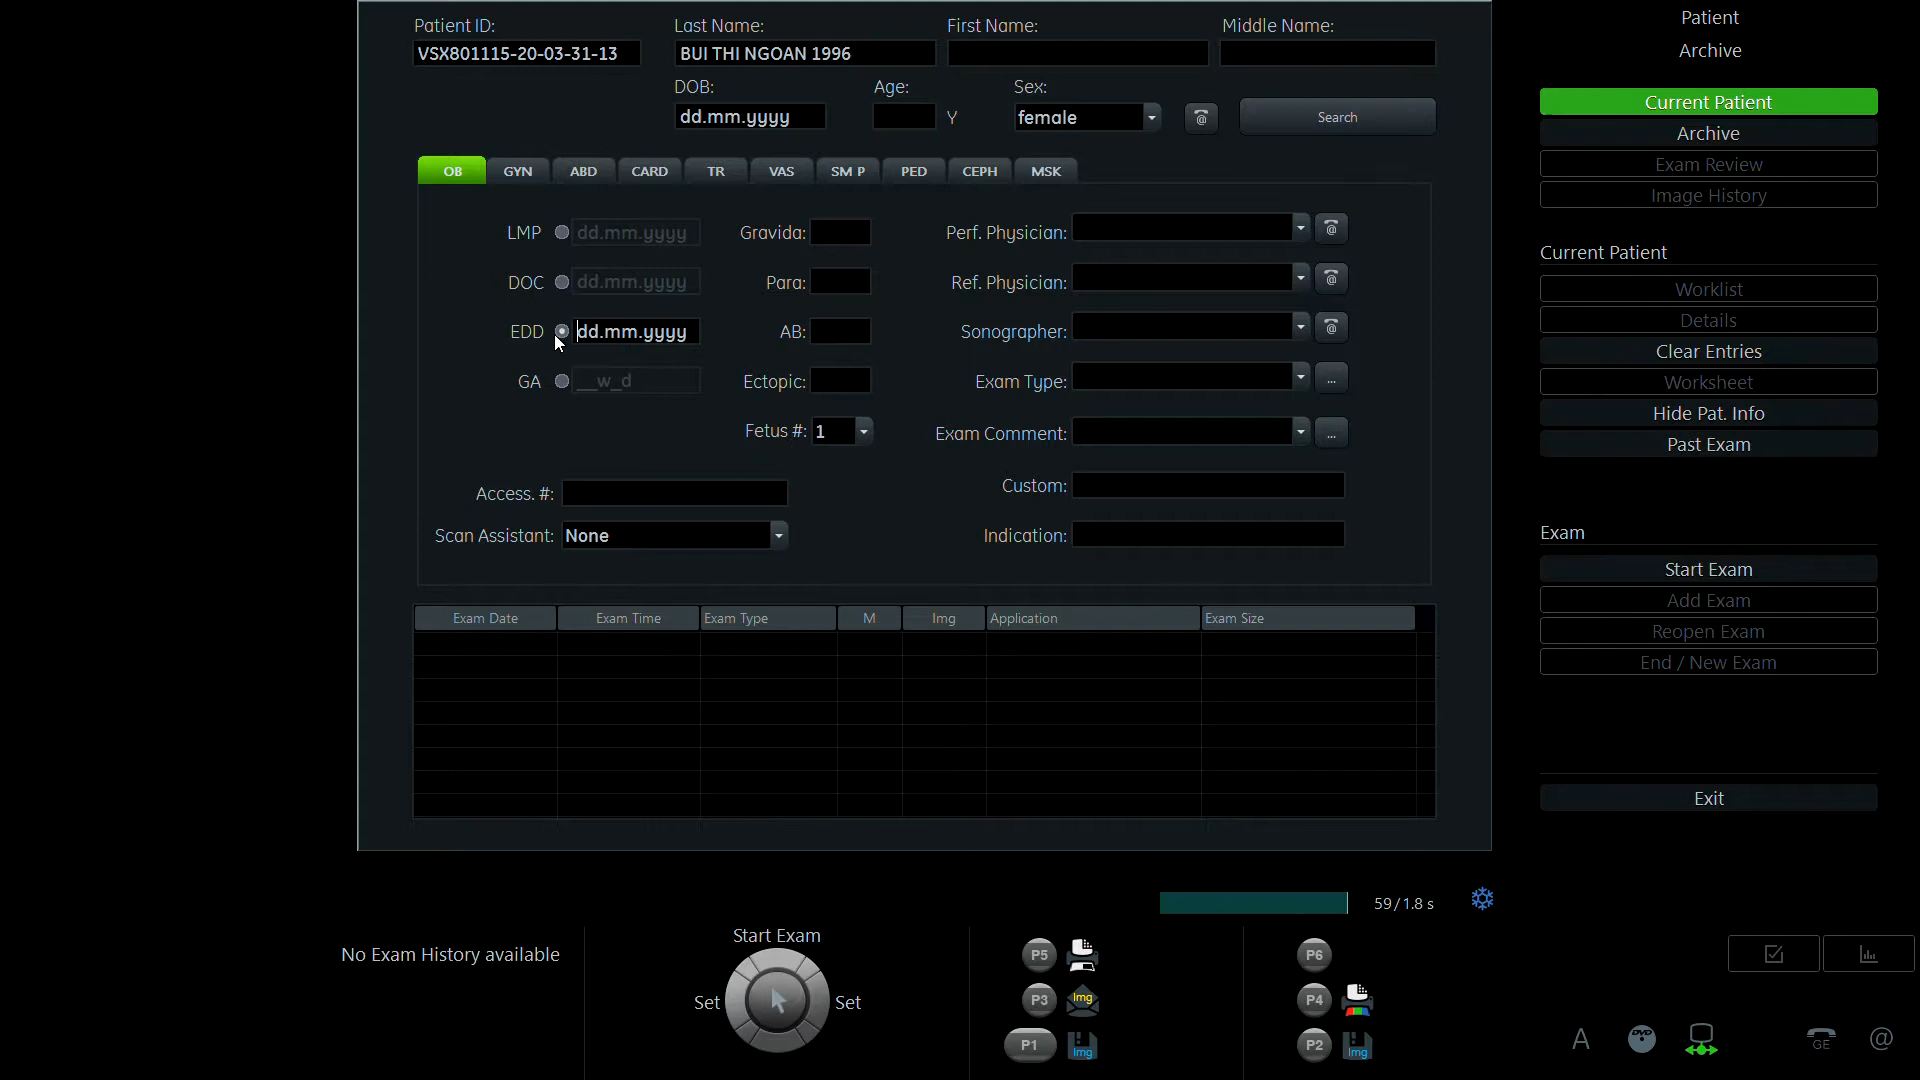 Patient ID: Last Name: First Name: Middle Name:
VSX801115-20-03-31-13 BUI THI NGOAN 1996
DOB: Age: Sex:
dd.mm.yyyy Y female @ Search
OB GYN ABD CARD TR VAS SM P PED CEPH MSK
LMP dd.mm.yyyy Gravida: Perf. Physician: @
DOC dd.mm.yyyy Para: Ref. Physician: @
EDD dd.mm.yyyy AB: Sonographer: @
GA __w_d Ectopic: Exam Type: ...
Fetus #: 1 Exam Comment: ...
Access. #: Custom:
Scan Assistant: None Indication:
Exam Date Exam Time Exam Type M Img Application Exam Size
Patient
Archive
Current Patient
Archive
Exam Review
Image History
Current Patient
Worklist
Details
Clear Entries
Worksheet
Hide Pat. Info
Past Exam
Exam
Start Exam
Add Exam
Reopen Exam
End / New Exam
Exit
59/1.8 s
No Exam History available
Start Exam
Set Set
P5
P3 Img
P1 Img
P6
P4
P2 Img
A DVD GE @